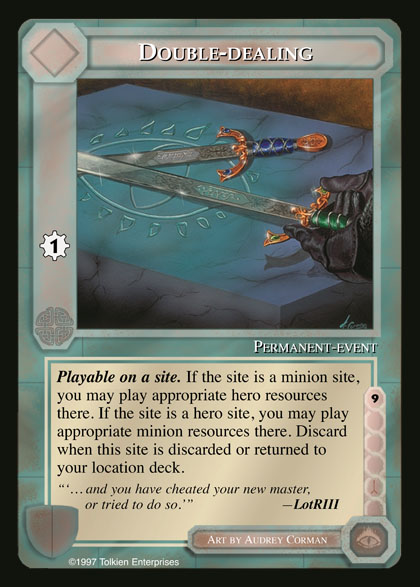 Double-dealing
1
Permanent-event
Playable on a site. If the site is a minion site,
you may play appropriate hero resources
there. If the site is a hero site, you may play
appropriate minion resources there. Discard
when this site is discarded or returned to
your location deck.
9
“‘… and you have cheated your new master,
or tried to do so.’” —LotRIII
Art by Audrey Corman
©1997 Tolkien Enterprises